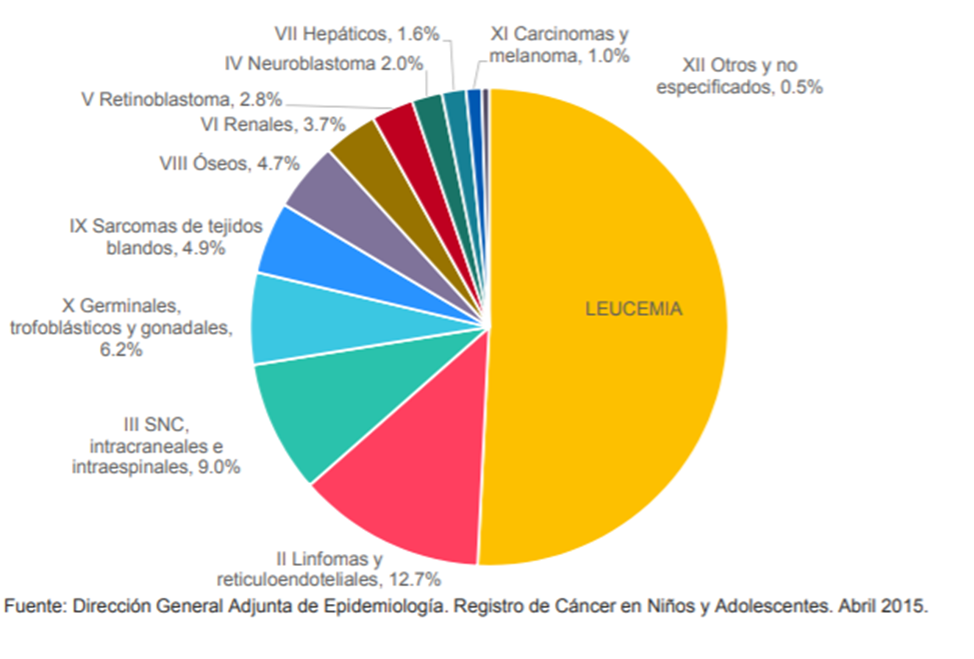 VII Hepáticos, 1.6%
XI Carcinomas y
melanoma, 1.0%
IV Neuroblastoma 2.0%
XII Otros y no
especificados, 0.5%
V Retinoblastoma, 2.8%
VI Renales, 3.7%
VIII Óseos, 4.7%
IX Sarcomas de tejidos
blandos, 4.9%
X Germinales,
trofoblásticos y gonadales,
6.2%
LEUCEMIA
III SNC,
intracraneales e
intraespinales, 9.0%
II Linfomas y
reticuloendoteliales, 12.7%
Fuente: Dirección General Adjunta de Epidemiología. Registro de Cáncer en Niños y Adolescentes. Abril 2015.